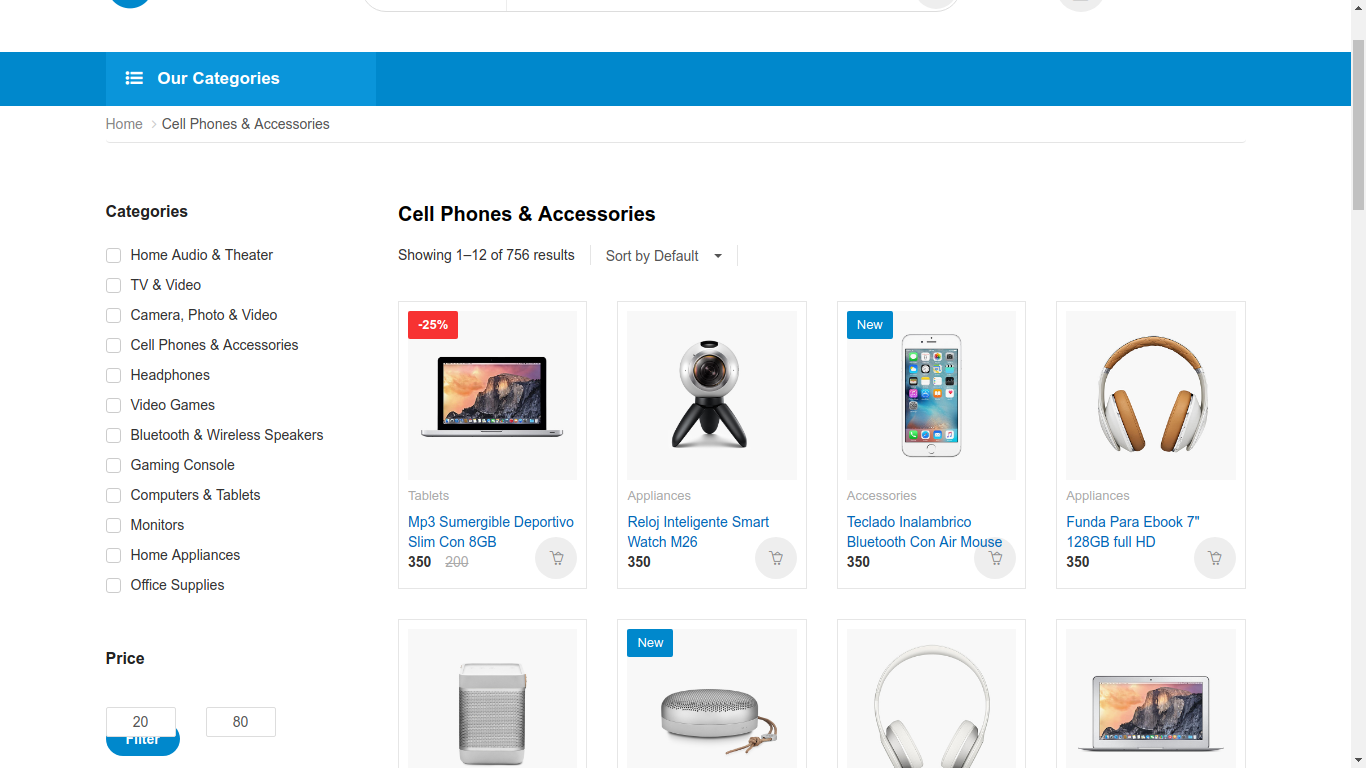 Our Categories
Home
Cell Phones & Accessories
Categories
Home Audio & Theater
TV & Video
Camera, Photo & Video
Cell Phones & Accessories
Headphones
Video Games
Bluetooth & Wireless Speakers
Gaming Console
Computers & Tablets
Monitors
Home Appliances
Office Supplies
Price
20
80
Filter
Cell Phones & Accessories
Showing 1–12 of 756 results
Sort by Default
-25%
Tablets
Mp3 Sumergible Deportivo
Slim Con 8GB
350 200
Appliances
Reloj Inteligente Smart
Watch M26
350
New
Accessories
Teclado Inalambrico
Bluetooth Con Air Mouse
350
Appliances
Funda Para Ebook 7"
128GB full HD
350
New